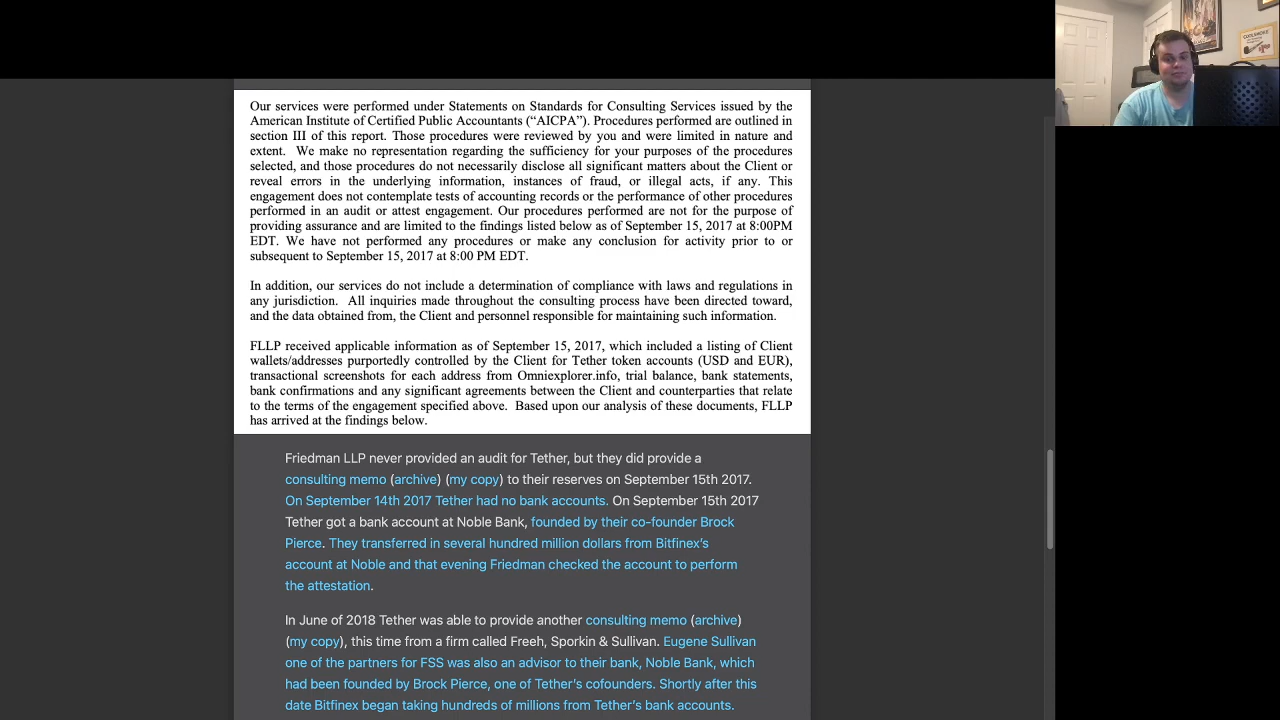 Our services were performed under Statements on Standards for Consulting Services issued by the
American Institute of Certified Public Accountants (“AICPA”). Procedures performed are outlined in
section III of this report. Those procedures were reviewed by you and were limited in nature and
extent. We make no representation regarding the sufficiency for your purposes of the procedures
selected, and those procedures do not necessarily disclose all significant matters about the Client or
reveal errors in the underlying information, instances of fraud, or illegal acts, if any. This
engagement does not contemplate tests of accounting records or the performance of other procedures
performed in an audit or attest engagement. Our procedures performed are not for the purpose of
providing assurance and are limited to the findings listed below as of September 15, 2017 at 8:00PM
EDT. We have not performed any procedures or make any conclusion for activity prior to or
subsequent to September 15, 2017 at 8:00 PM EDT.
In addition, our services do not include a determination of compliance with laws and regulations in
any jurisdiction. All inquiries made throughout the consulting process have been directed toward,
and the data obtained from, the Client and personnel responsible for maintaining such information.
FLLP received applicable information as of September 15, 2017, which included a listing of Client
wallets/addresses purportedly controlled by the Client for Tether token accounts (USD and EUR),
transactional screenshots for each address from Omniexplorer.info, trial balance, bank statements,
bank confirmations and any significant agreements between the Client and counterparties that relate
to the terms of the engagement specified above. Based upon our analysis of these documents, FLLP
has arrived at the findings below.
Friedman LLP never provided an audit for Tether, but they did provide a
consulting memo (archive) (my copy) to their reserves on September 15th 2017.
On September 14th 2017 Tether had no bank accounts. On September 15th 2017
Tether got a bank account at Noble Bank, founded by their co-founder Brock
Pierce. They transferred in several hundred million dollars from Bitfinex’s
account at Noble and that evening Friedman checked the account to perform
the attestation.
In June of 2018 Tether was able to provide another consulting memo (archive)
(my copy), this time from a firm called Freeh, Sporkin & Sullivan. Eugene Sullivan
one of the partners for FSS was also an advisor to their bank, Noble Bank, which
had been founded by Brock Pierce, one of Tether’s cofounders. Shortly after this
date Bitfinex began taking hundreds of millions from Tether’s bank accounts.